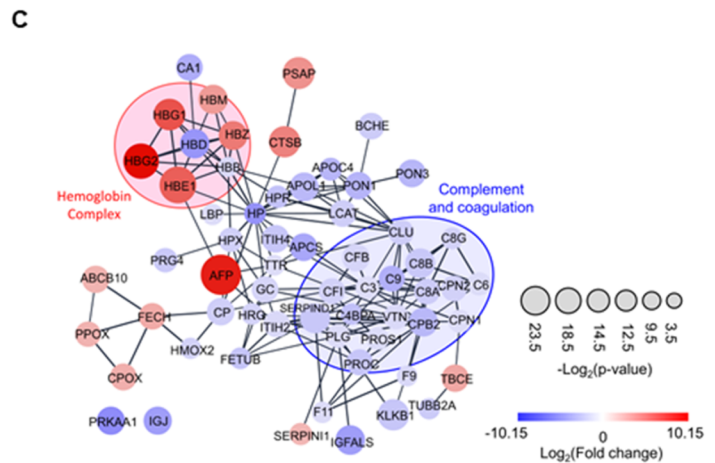 C
CA1
PSAP
HBM
HBG1
BCHE
HBZ
HBD
CTSB
HBG2
HBB
APOC4
PON3
HBE1
APOL1
PON1
Complement
and coagulation
Hemoglobin
Complex
HPR
LBP
HP
LCAT
CLU
C8G
HPX
ITIH4
APCS
CFB
C8B
PRG4
TTR
AFP
C9
ABCB10
GC
CFI
C3
C8A
CPN2
C6
CP
HRG
SERPIND1
C4BPA
VTN
CPB2
CPN1
FECH
ITIH2
PPOX
PLG
PROS1
HMOX2
FETUB
PROC
CPOX
F9
TBCE
F11
KLKB1
TUBB2A
PRKAA1
IGJ
SERPINI1
IGFALS
23.5
18.5
14.5
12.5
9.5
3.5
-Log2(p-value)
-10.15
0
10.15
Log2(Fold change)